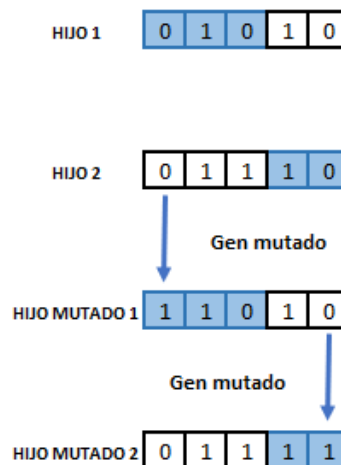 HIJO 1 0 1 0 1 0
HIJO 2 0 1 1 1 0
Gen mutado
HIJO MUTADO 1 1 1 0 1 0
Gen mutado
HIJO MUTADO 2 0 1 1 1 1